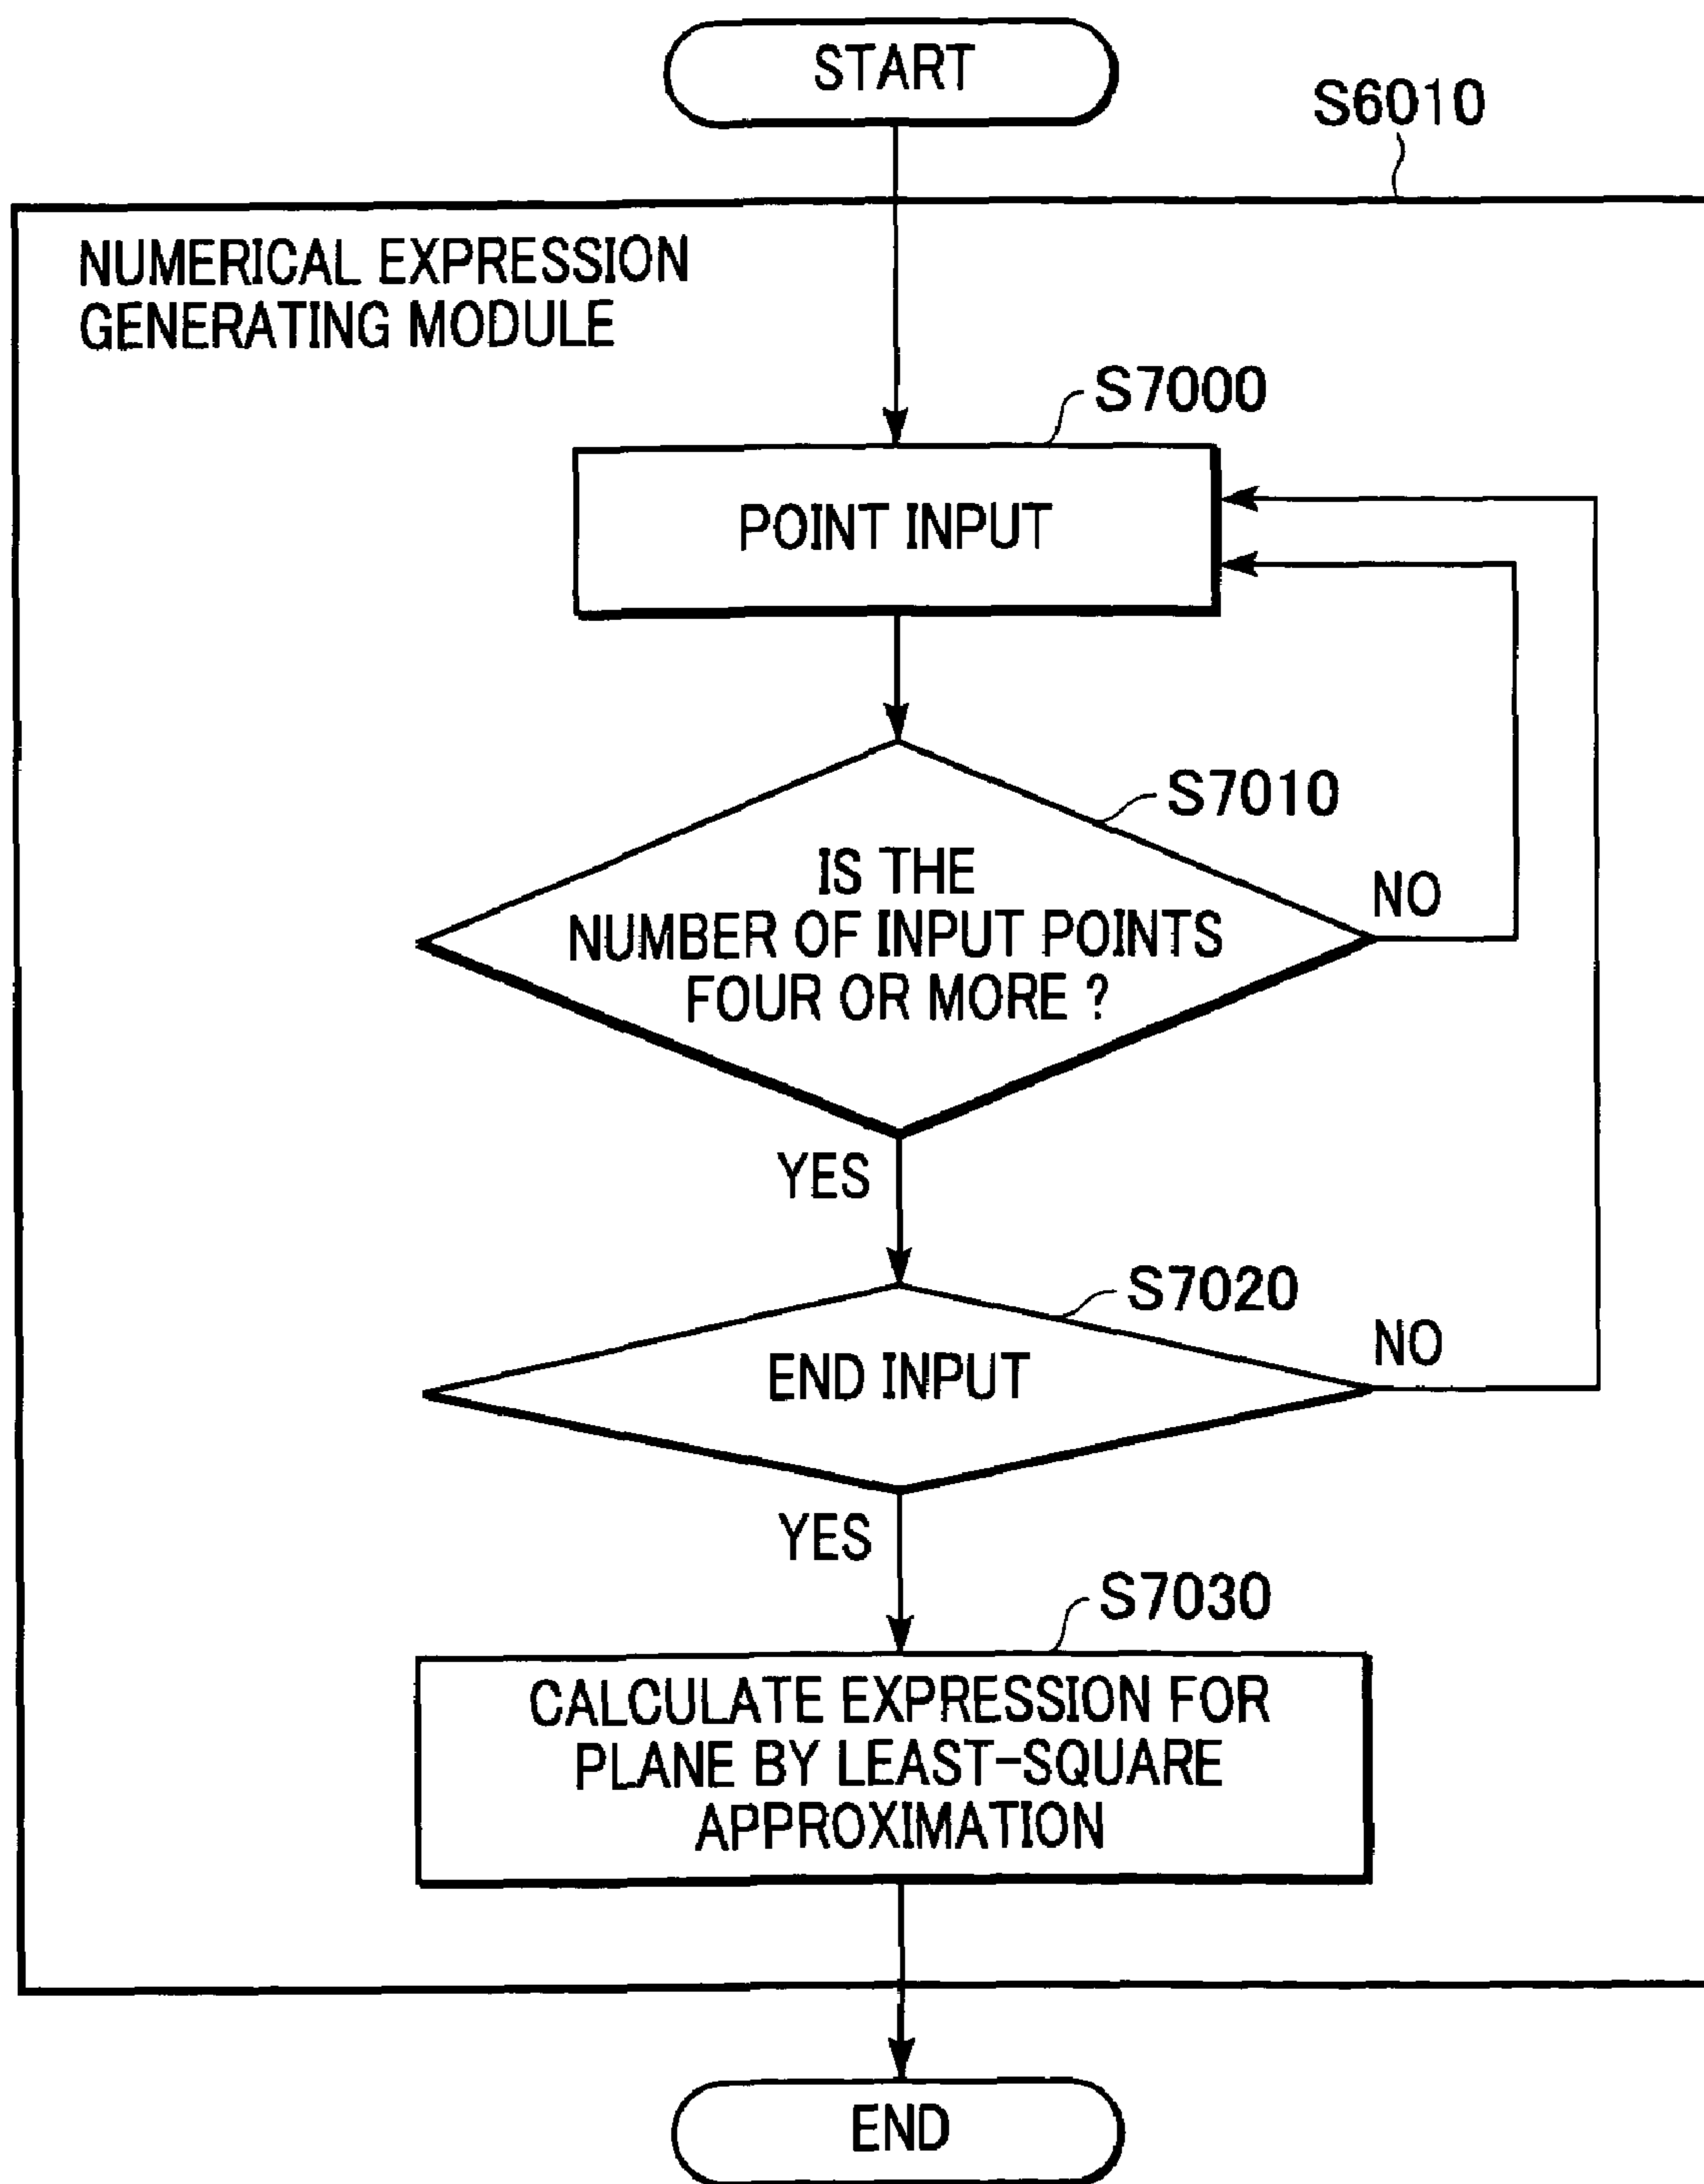 START
S6010
NUMERICAL EXPRESSION
GENERATING MODULE
S7000
POINT INPUT
S7010
IS THE
NUMBER OF INPUT POINTS
FOUR OR MORE ?
NO
YES
S7020
END INPUT
NO
YES
S7030
CALCULATE EXPRESSION FOR
PLANE BY LEAST-SQUARE
APPROXIMATION
END